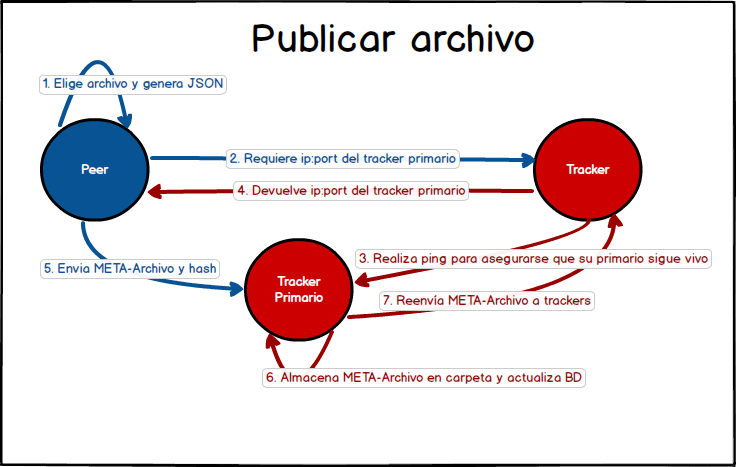 Publicar archivo
1. Elige archivo y genera JSON
Peer
2. Requiere ip:port del tracker primario
Tracker
4. Devuelve ip:port del tracker primario
3. Realiza ping para asegurarse que su primario sigue vivo
5. Envia META-Archivo y hash
Tracker
Primario
7. Reenvía META-Archivo a trackers
6. Almacena META-Archivo en carpeta y actualiza BD